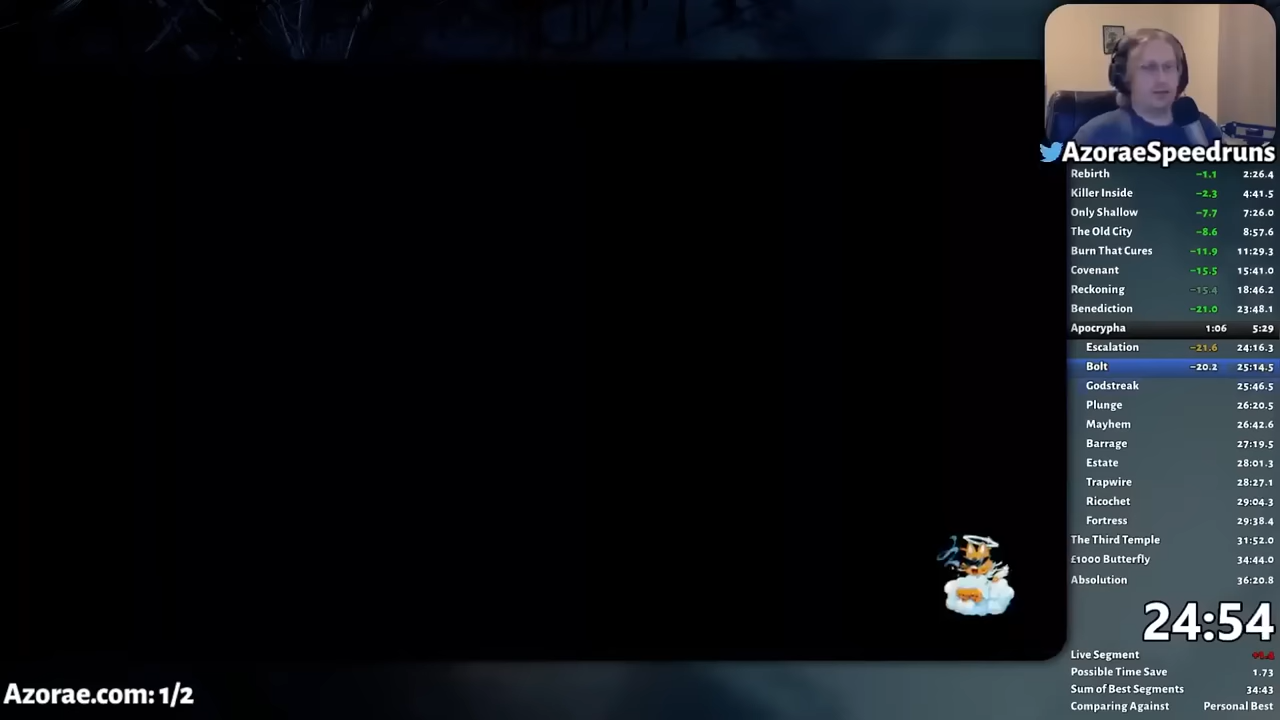 AzoraeSpeedruns
Rebirth -1.1 2:26.4
Killer Inside -2.3 4:41.5
Only Shallow -7.7 7:26.0
The Old City -8.6 8:57.6
Burn That Cures -11.9 11:29.3
Covenant -15.5 15:41.0
Reckoning -15.4 18:46.2
Benediction -21.0 23:48.1
Apocrypha 1:06 5:29
Escalation -21.6 24:16.3
Bolt -20.2 25:14.5
Godstreak 25:46.5
Plunge 26:20.5
Mayhem 26:42.6
Barrage 27:19.5
Estate 28:01.3
Trapwire 28:27.1
Ricochet 29:04.3
Fortress 29:38.4
The Third Temple 31:52.0
£1000 Butterfly 34:44.0
Absolution 36:20.8
24:54
Live Segment +1.4
Possible Time Save 1.73
Sum of Best Segments 34:43
Comparing Against Personal Best
Azorae.com: 1/2